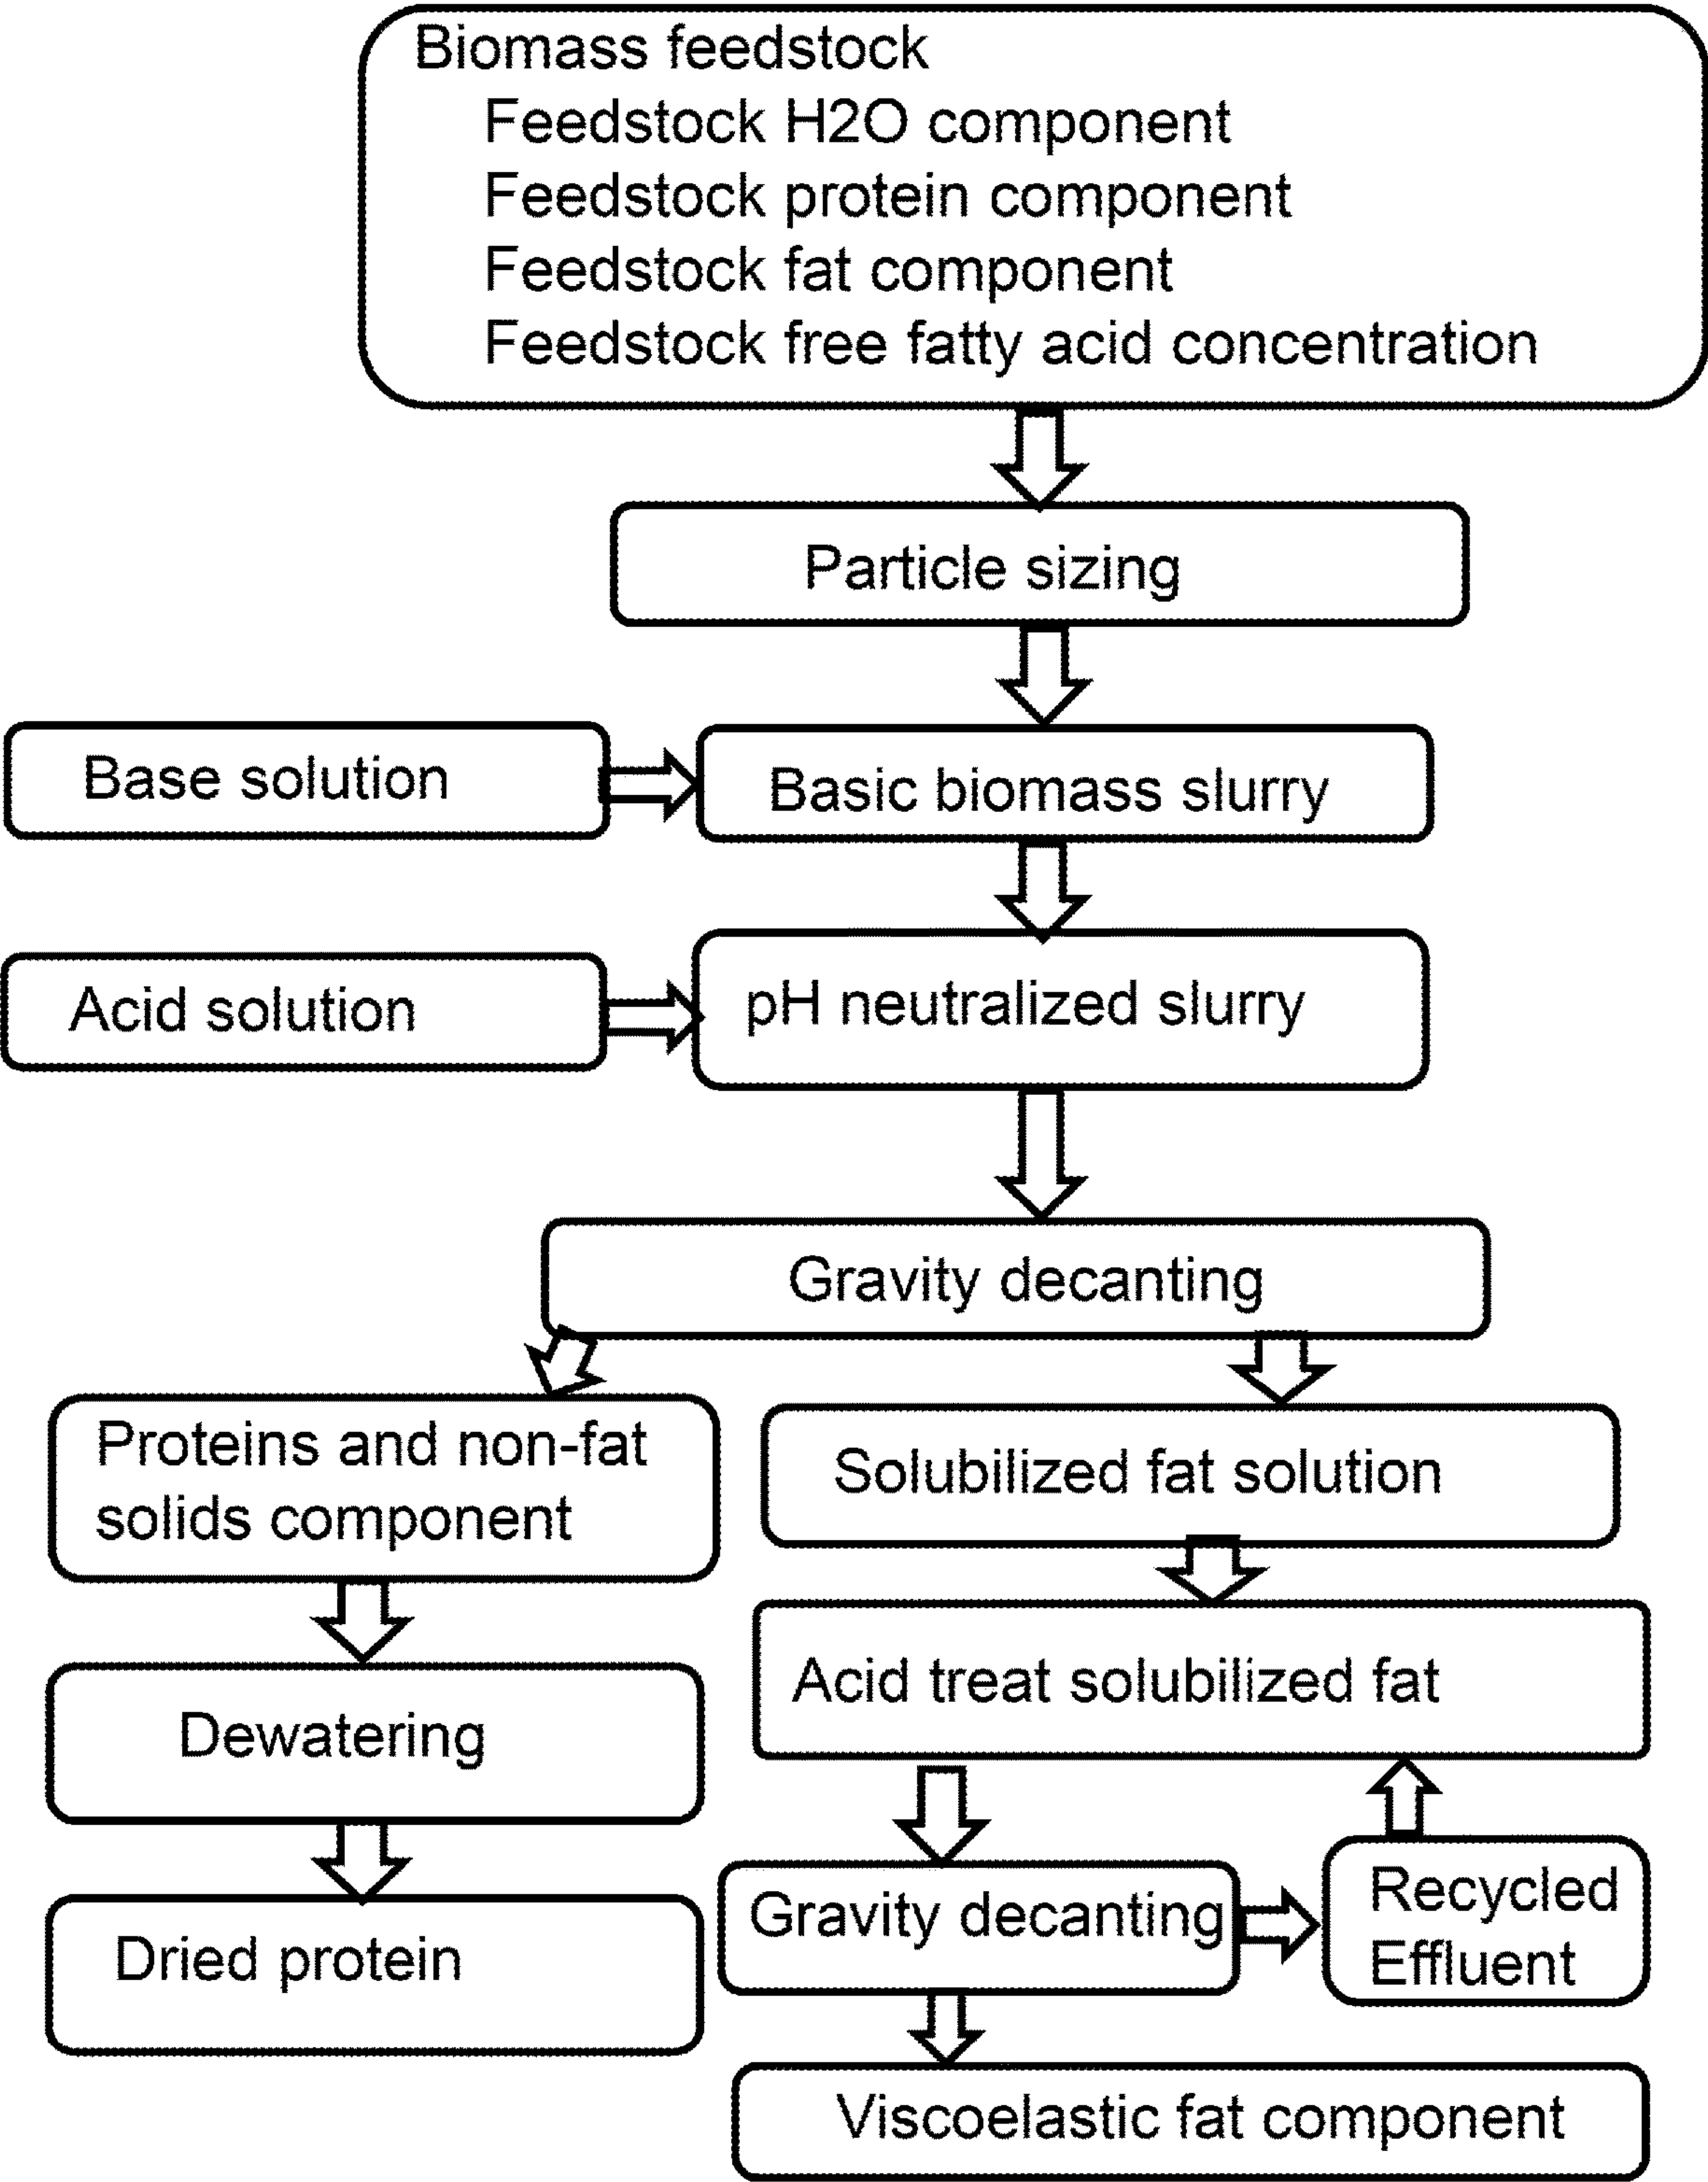 Biomass feedstock
Feedstock H2O component
Feedstock protein component
Feedstock fat component
Feedstock free fatty acid concentration
Particle sizing
Base solution
Basic biomass slurry
Acid solution
pH neutralized slurry
Gravity decanting
Proteins and non-fat
solids component
Solubilized fat solution
Acid treat solubilized fat
Dewatering
Gravity decanting
Recycled
Effluent
Dried protein
Viscoelastic fat component